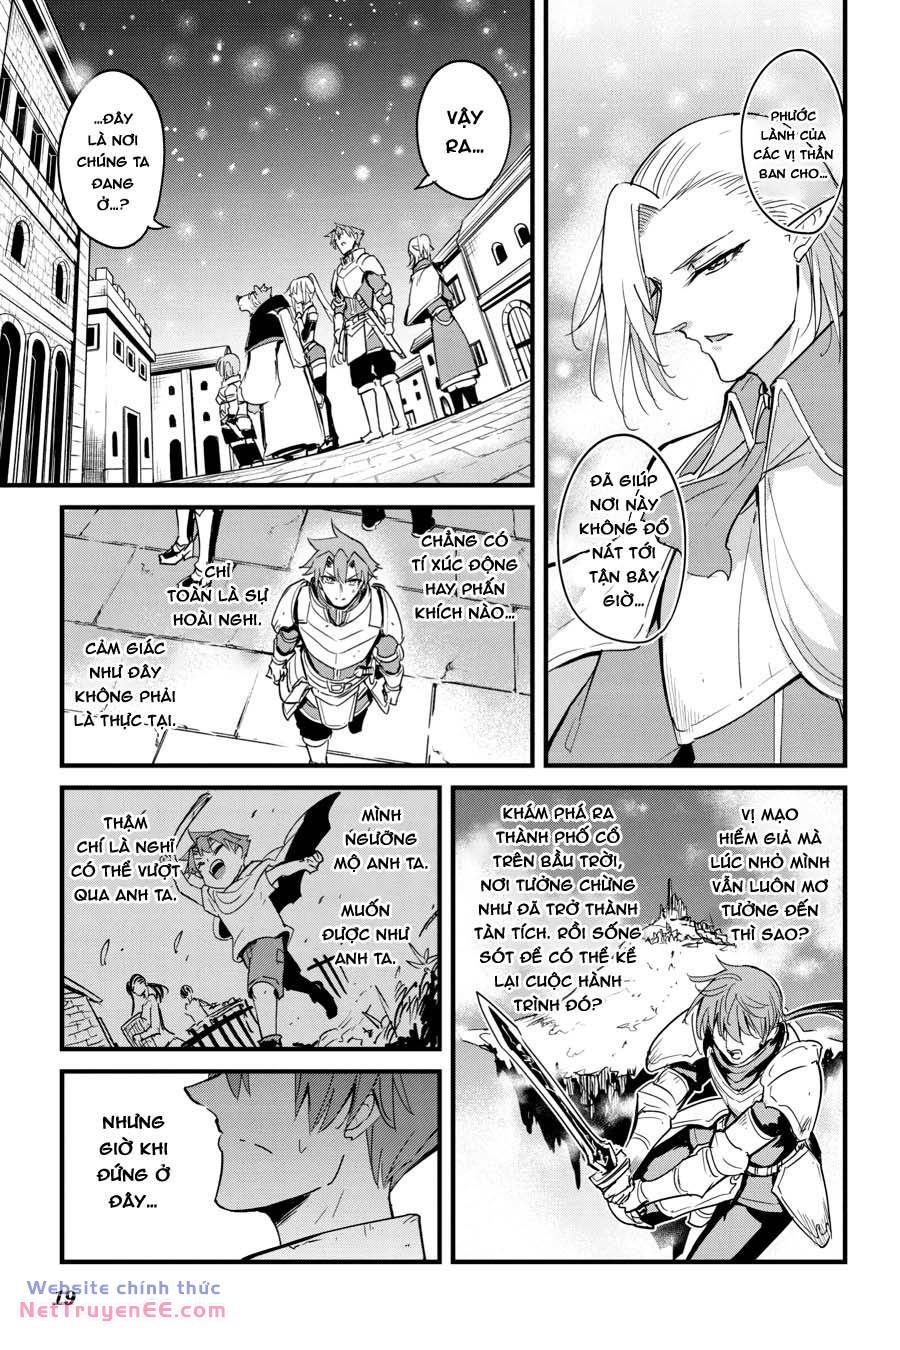 PHƯỚC
LÀNH CỦA
CÁC VỊ THẦN
BAN CHO...
ĐÃ GIÚP
NƠI NÀY
KHÔNG ĐỔ
NÁT TỚI
TẬN BÂY
GIỜ...
VẬY
RA...
...ĐÂY
LÀ NƠI
CHÚNG TA
ĐANG
Ở...?
CHẲNG CÓ
TÍ XÚC ĐỘNG
HAY PHẤN
KHÍCH NÀO...
CHỈ
TOÀN LÀ SỰ
HOÀI NGHI.
CẢM GIÁC
NHƯ ĐÂY
KHÔNG PHẢI
LÀ THỰC TẠI.
VỊ MẠO
HIỂM GIẢ MÀ
LÚC NHỎ MÌNH
VẪN LUÔN MƠ
TƯỞNG ĐẾN
THÌ SAO?
KHÁM PHÁ RA
THÀNH PHỐ CỔ
TRÊN BẦU TRỜI,
NƠI TƯỞNG CHỪNG
NHƯ ĐÃ TRỞ THÀNH
TÀN TÍCH. RỒI SỐNG
SÓT ĐỂ CÓ THỂ KỂ
LẠI CUỘC HÀNH
TRÌNH ĐÓ?
MÌNH
NGƯỠNG
MỘ ANH TA.
MUỐN
ĐƯỢC NHƯ
ANH TA.
THẬM
CHÍ LÀ NGHĨ
CÓ THỂ VƯỢT
QUA ANH TA.
NHƯNG
GIỜ KHI
ĐỨNG Ở
ĐÂY...
19
Website chính thức
NetTruyenEE.com